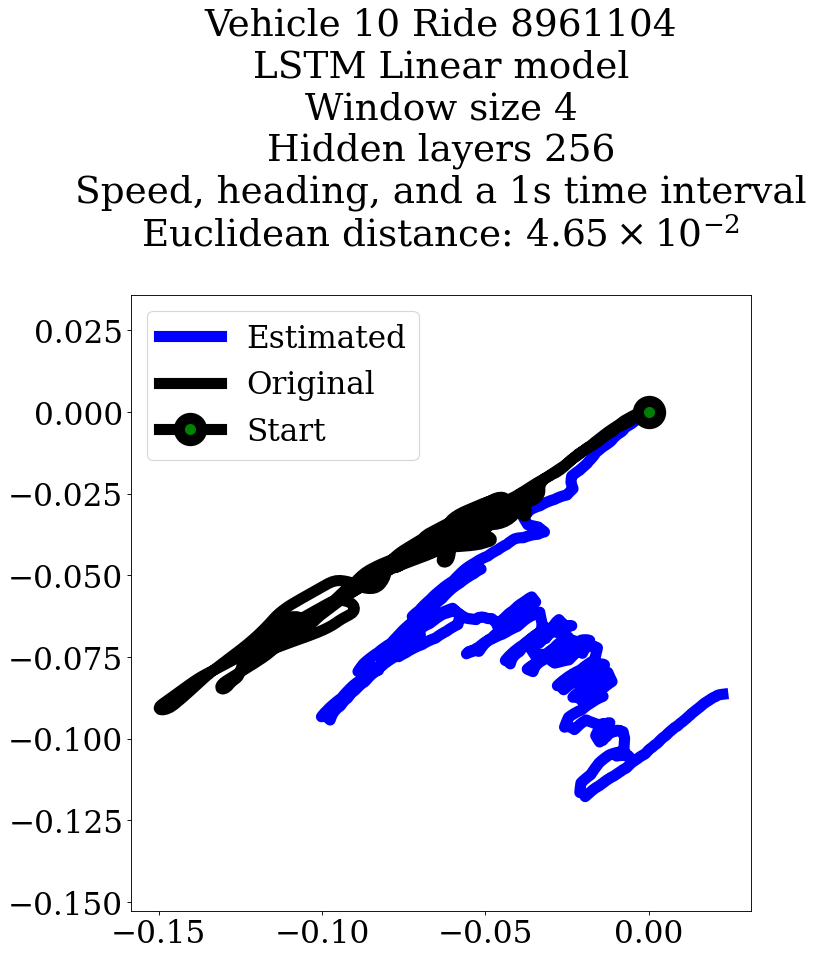 Vehicle 10 Ride 8961104
LSTM Linear model
Window size 4
Hidden layers 256
Speed, heading, and a 1s time interval
Euclidean distance: 4.65 × 10⁻²
Estimated
Original
Start
0.025
0.000
−0.025
−0.050
−0.075
−0.100
−0.125
−0.150
−0.15 −0.10 −0.05 0.00